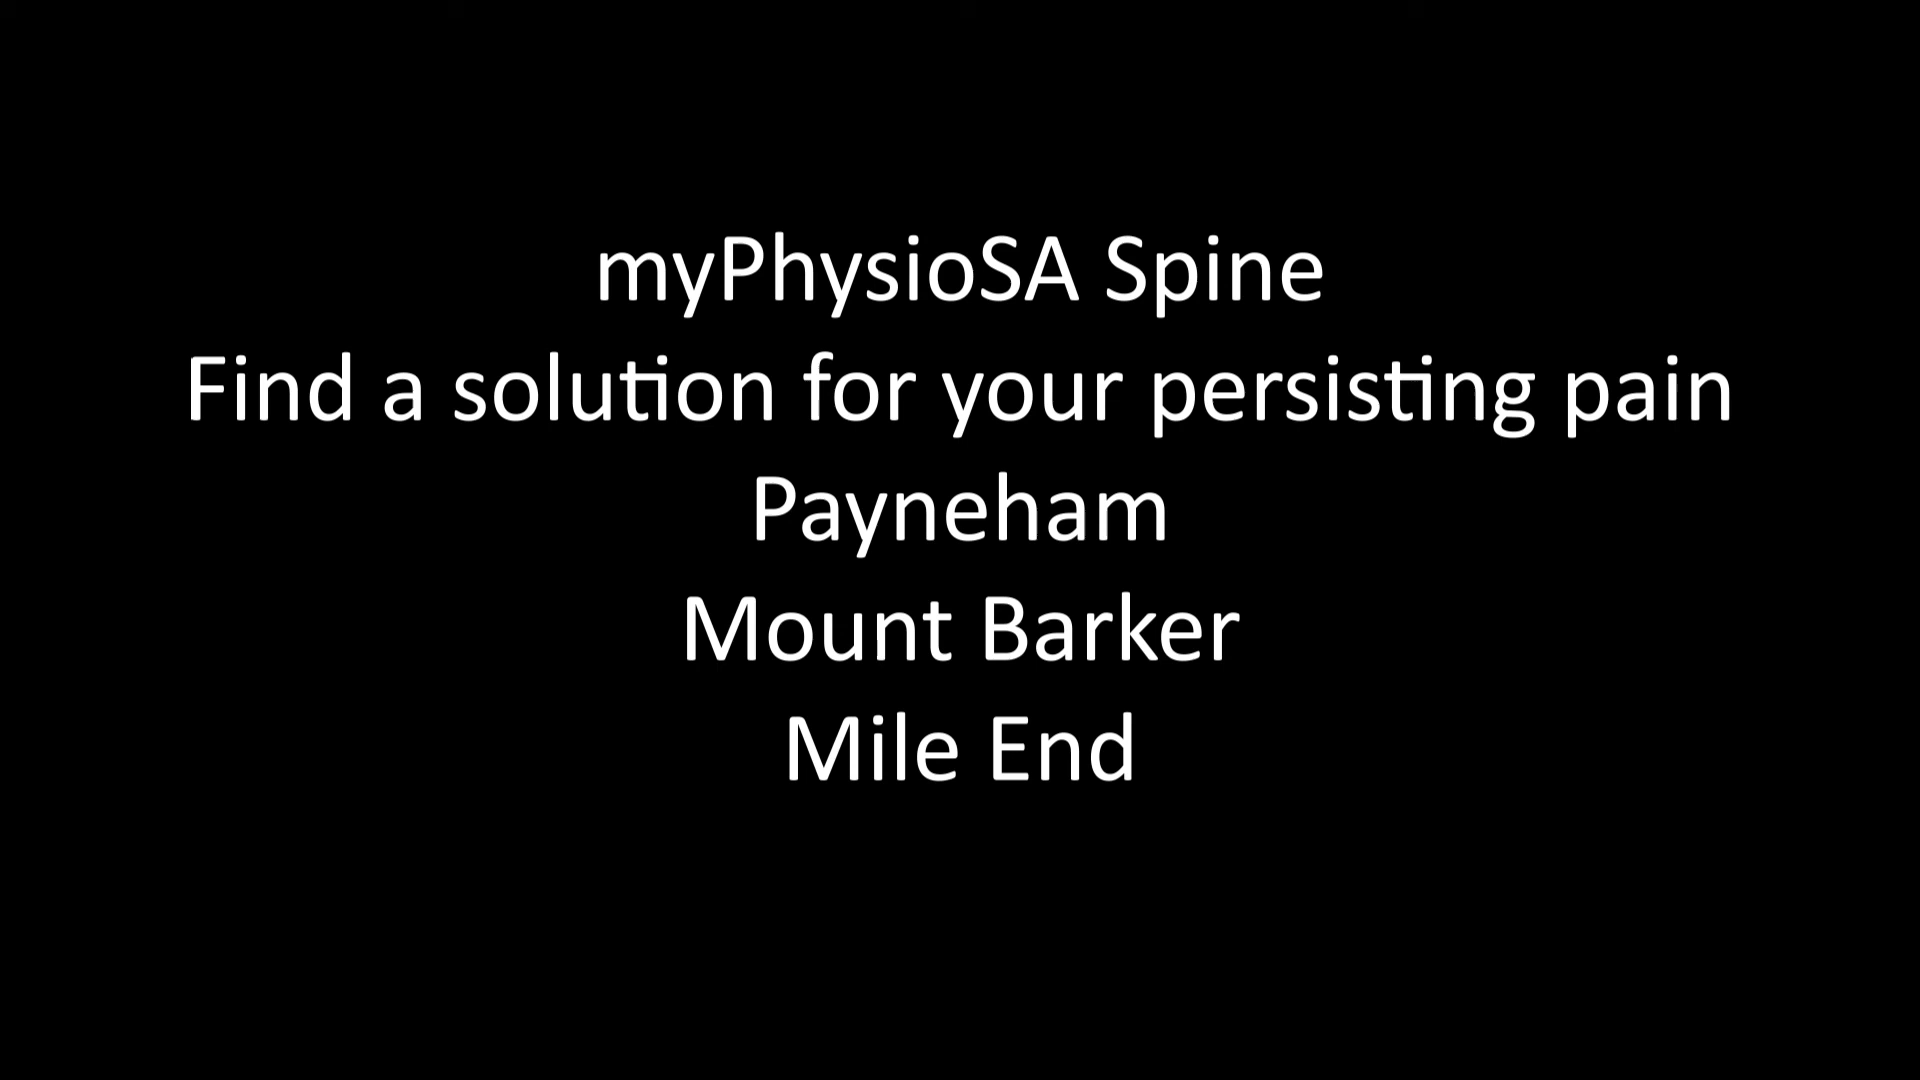 myPhysioSA Spine
Find a solution for your persisting pain
Payneham
Mount Barker
Mile End